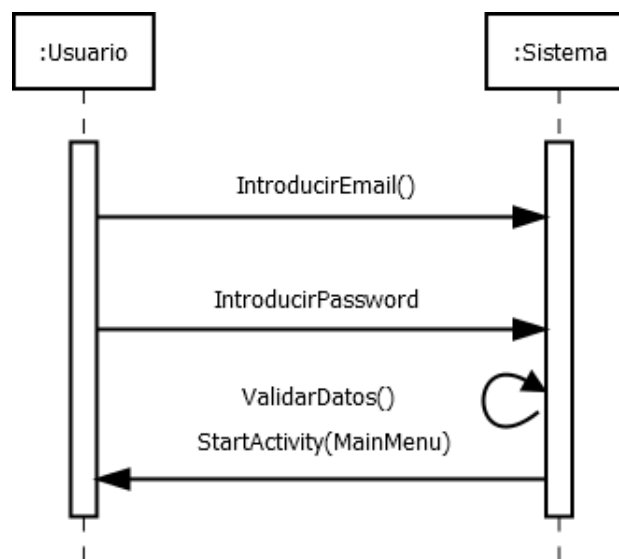 :Usuario
:Sistema
IntroducirEmail()
IntroducirPassword
ValidarDatos()
StartActivity(MainMenu)